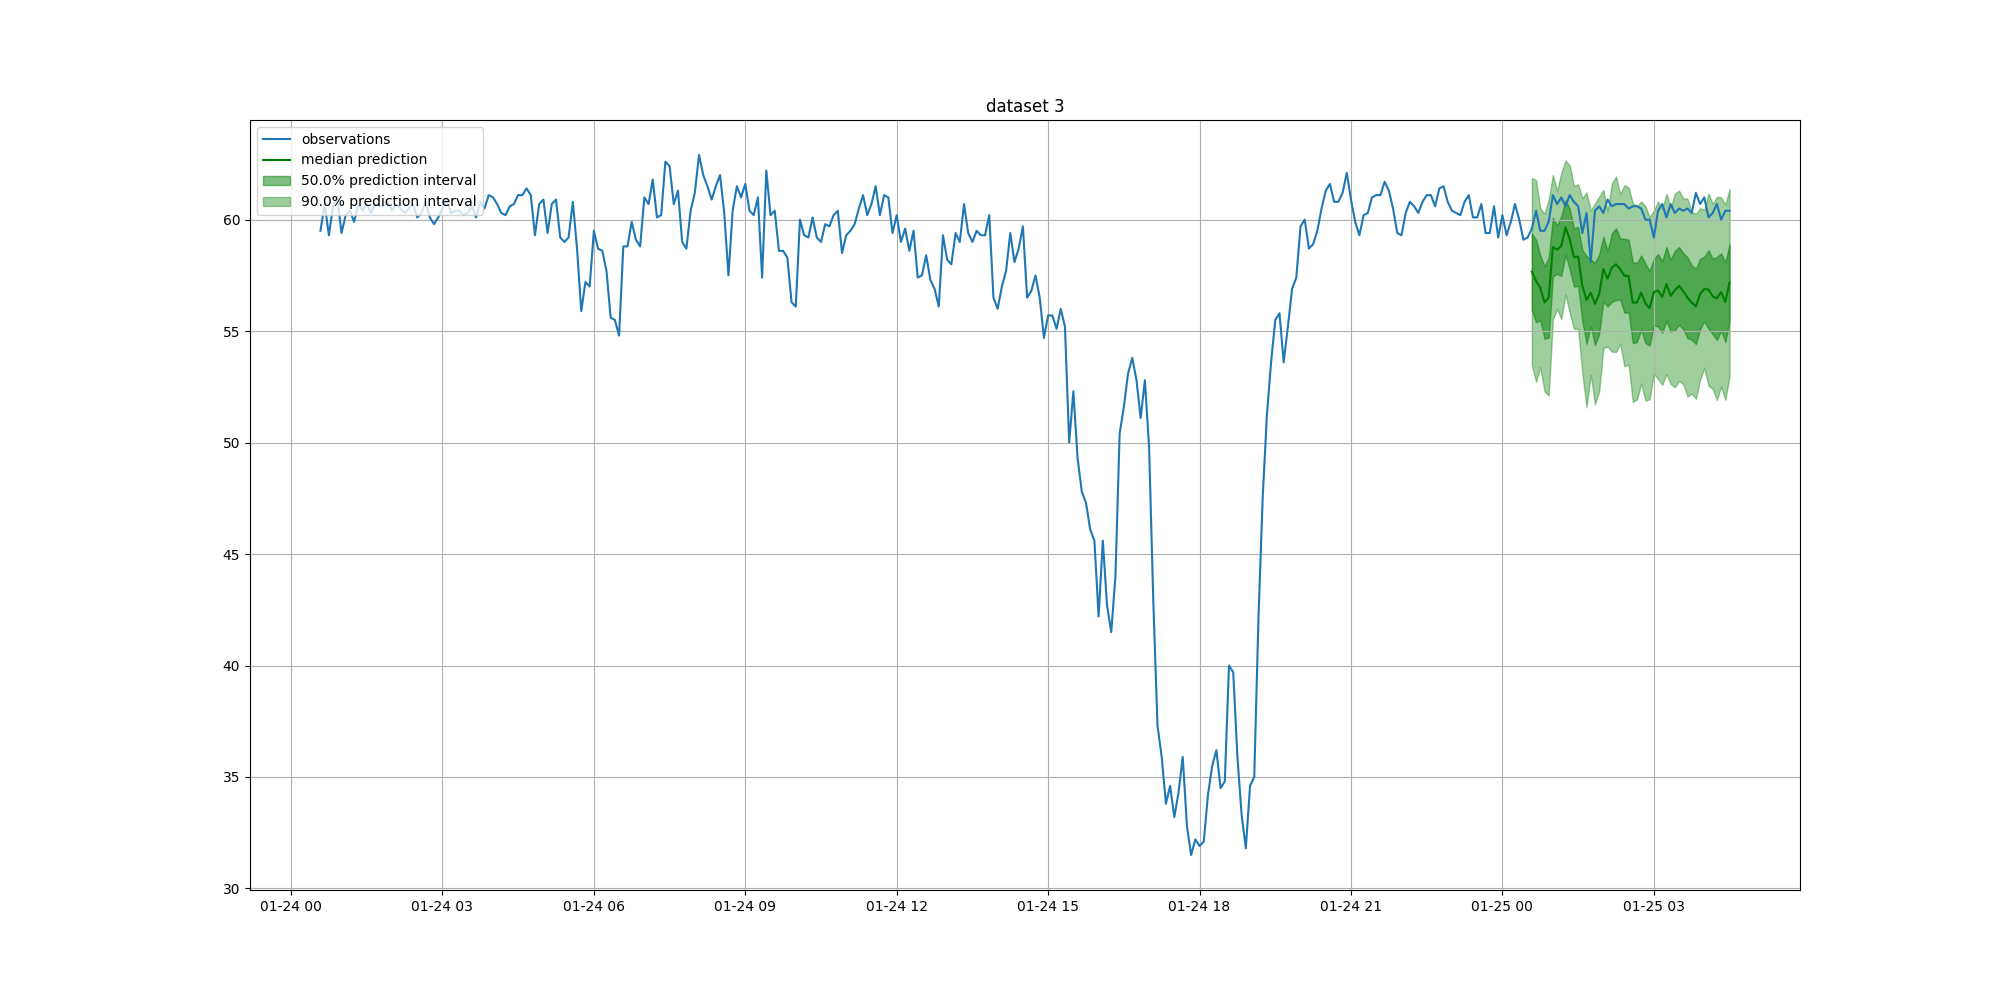 dataset 3
observations
median prediction
50.0% prediction interval
90.0% prediction interval
60
55
50
45
40
35
30
01-24 00 01-24 03 01-24 06 01-24 09 01-24 12 01-24 15 01-24 18 01-24 21 01-25 00 01-25 03